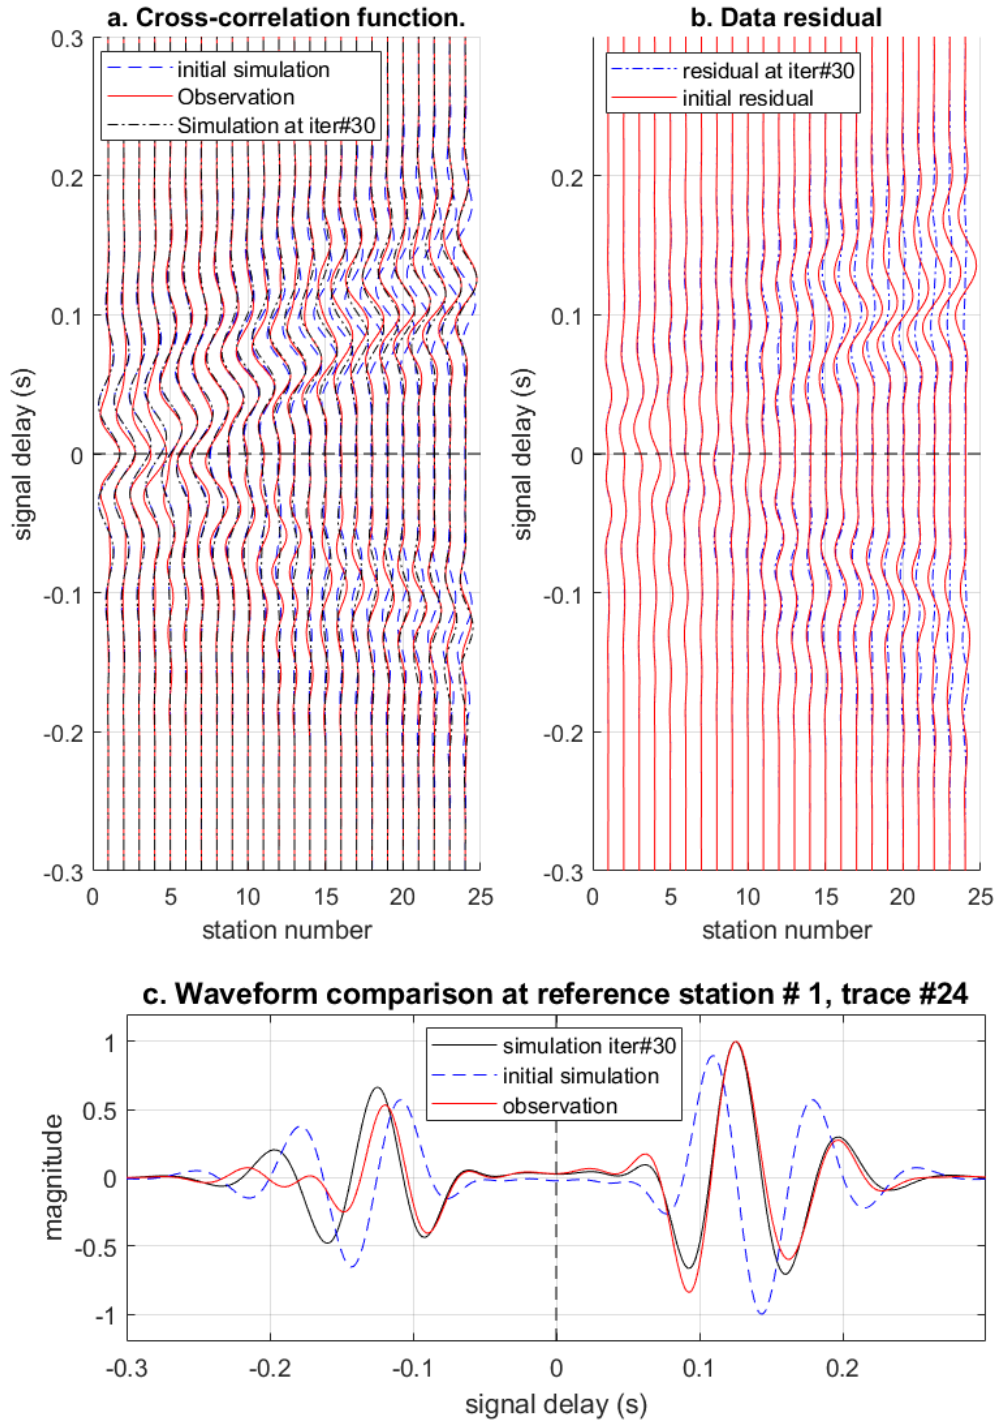 a. Cross-correlation function.
initial simulation
Observation
Simulation at iter#30
0.3
0.2
0.1
0
-0.1
-0.2
-0.3
signal delay (s)
0 5 10 15 20 25
station number
b. Data residual
residual at iter#30
initial residual
0.2
0.1
0
-0.1
-0.2
-0.3
signal delay (s)
0 5 10 15 20 25
station number
c. Waveform comparison at reference station # 1, trace #24
simulation iter#30
initial simulation
observation
1
0.5
0
-0.5
-1
magnitude
-0.3 -0.2 -0.1 0 0.1 0.2
signal delay (s)